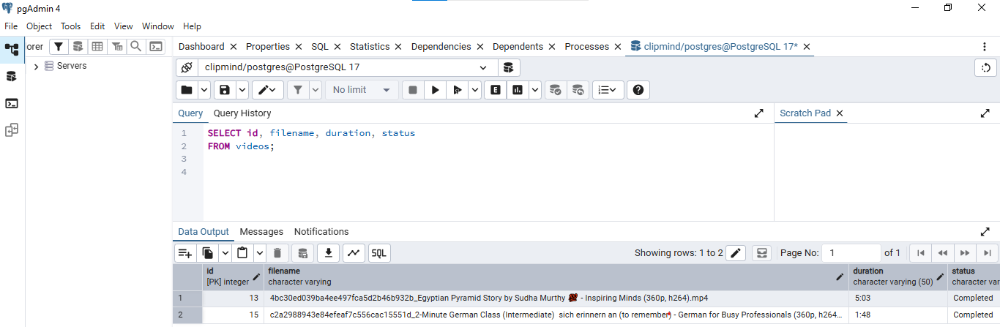 pgAdmin 4
File Object Tools Edit View Window Help
orer
Dashboard Properties SQL Statistics Dependencies Dependents Processes clipmind/postgres@PostgreSQL 17*
Servers
clipmind/postgres@PostgreSQL 17
No limit
E
Query Query History
Scratch Pad
1 SELECT id, filename, duration, status
2 FROM videos;
3
4
Data Output Messages Notifications
SQL Showing rows: 1 to 2 Page No: 1 of 1
id filename duration status
[PK] integer character varying character varying (50) character var
1 13 4bc30ed039ba4ee497fca5d2b46b932b_Egyptian Pyramid Story by Sudha Murthy - Inspiring Minds (360p, h264).mp4 5:03 Completed
2 15 c2a2988943e84efeaf7c556cac15551d_2-Minute German Class (Intermediate) sich erinnern an (to remember) - German for Busy Professionals (360p, h264... 1:48 Completed